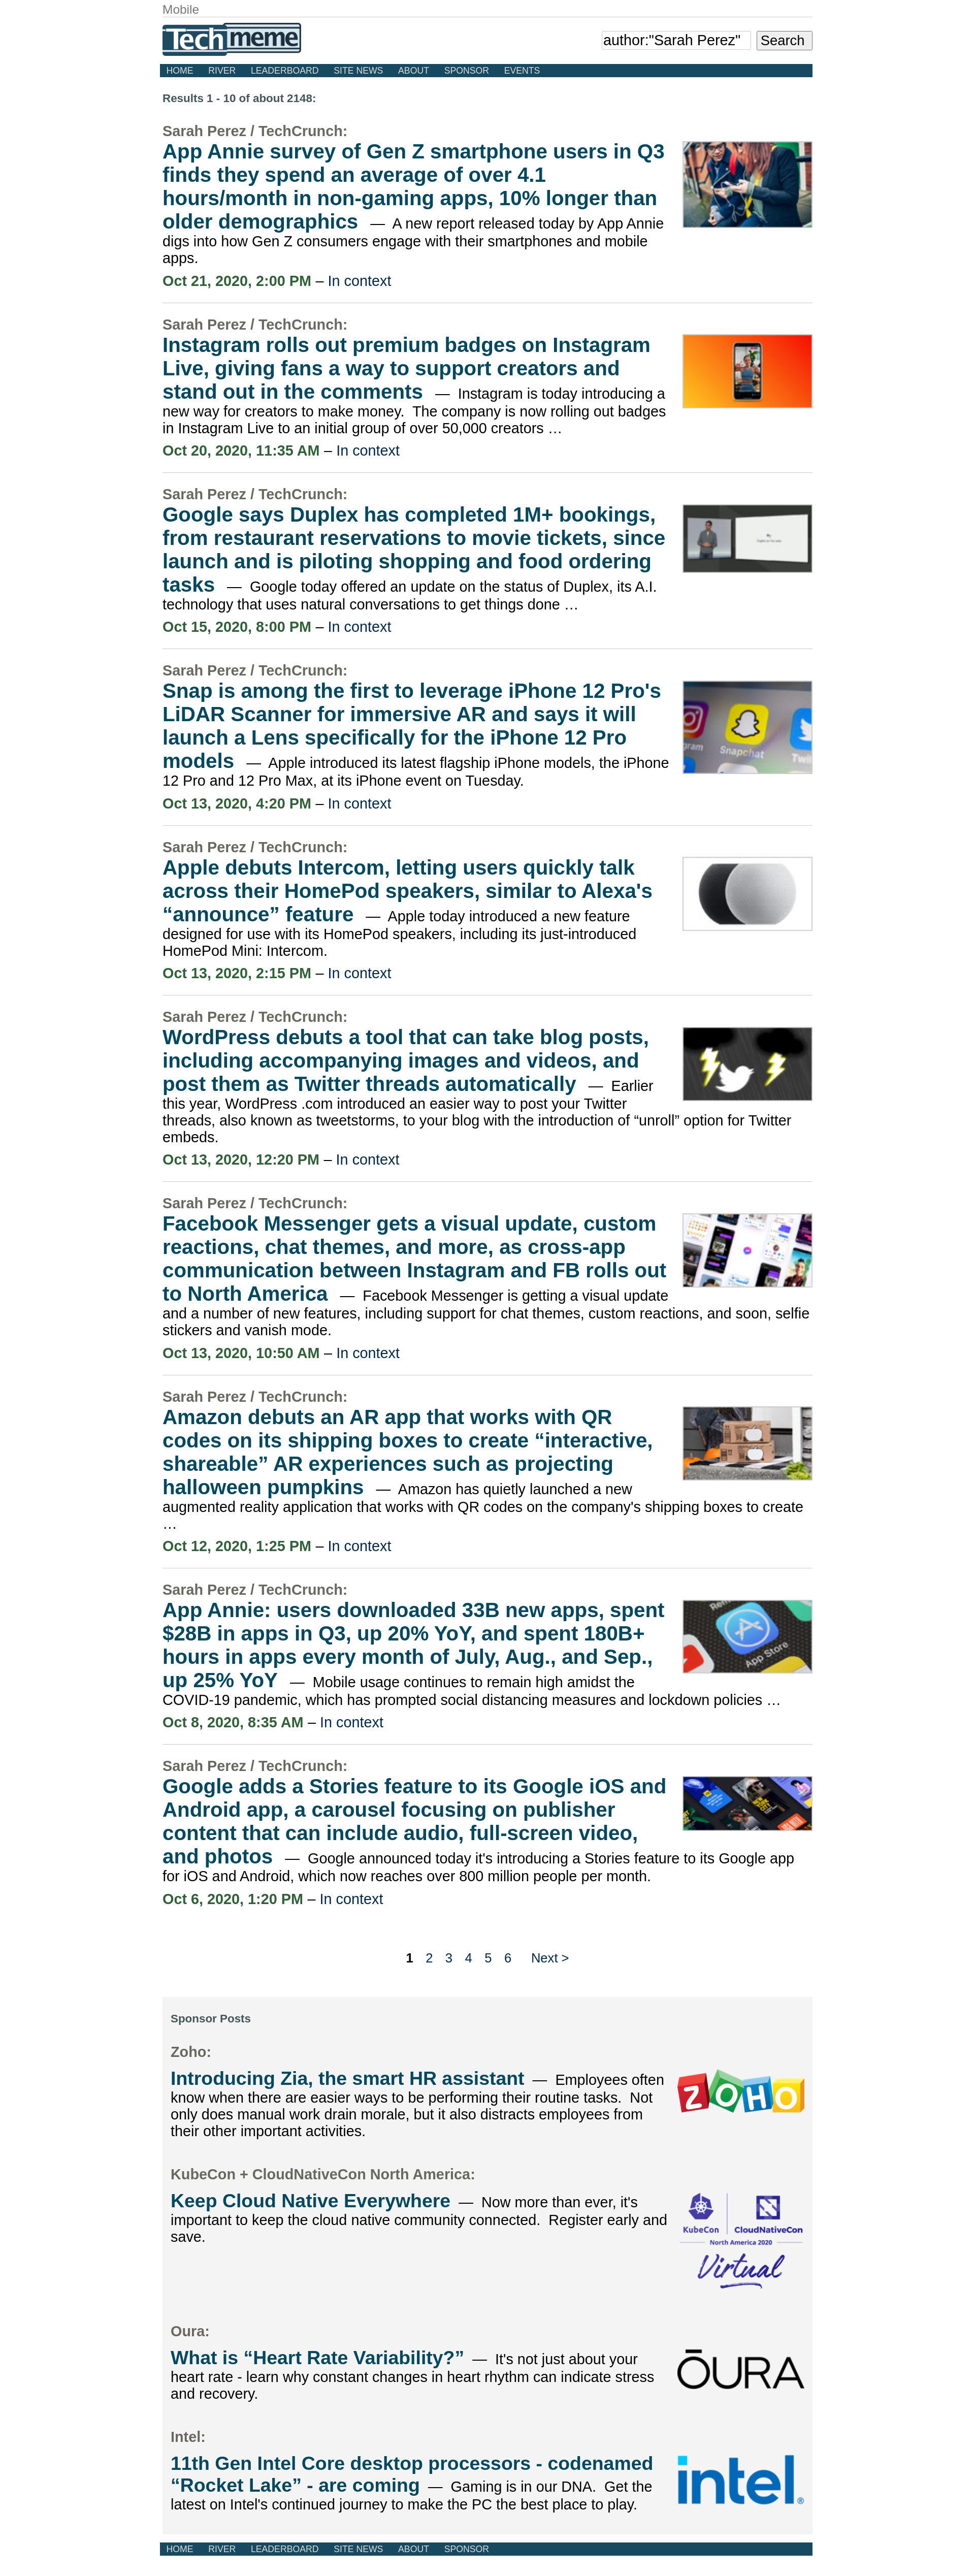 Mobile
Techmeme
author:"Sarah Perez" Search
HOME RIVER LEADERBOARD SITE NEWS ABOUT SPONSOR EVENTS
Results 1 - 10 of about 2148:
Sarah Perez / TechCrunch:
App Annie survey of Gen Z smartphone users in Q3
finds they spend an average of over 4.1
hours/month in non-gaming apps, 10% longer than
older demographics — A new report released today by App Annie
digs into how Gen Z consumers engage with their smartphones and mobile
apps.
Oct 21, 2020, 2:00 PM – In context
Sarah Perez / TechCrunch:
Instagram rolls out premium badges on Instagram
Live, giving fans a way to support creators and
stand out in the comments — Instagram is today introducing a
new way for creators to make money. The company is now rolling out badges
in Instagram Live to an initial group of over 50,000 creators …
Oct 20, 2020, 11:35 AM – In context
Sarah Perez / TechCrunch:
Google says Duplex has completed 1M+ bookings,
from restaurant reservations to movie tickets, since
launch and is piloting shopping and food ordering
tasks — Google today offered an update on the status of Duplex, its A.I.
technology that uses natural conversations to get things done …
Oct 15, 2020, 8:00 PM – In context
Sarah Perez / TechCrunch:
Snap is among the first to leverage iPhone 12 Pro's
LiDAR Scanner for immersive AR and says it will
launch a Lens specifically for the iPhone 12 Pro
models — Apple introduced its latest flagship iPhone models, the iPhone
12 Pro and 12 Pro Max, at its iPhone event on Tuesday.
gram Snapchat Twi
Oct 13, 2020, 4:20 PM – In context
Sarah Perez / TechCrunch:
Apple debuts Intercom, letting users quickly talk
across their HomePod speakers, similar to Alexa's
“announce” feature — Apple today introduced a new feature
designed for use with its HomePod speakers, including its just-introduced
HomePod Mini: Intercom.
Oct 13, 2020, 2:15 PM – In context
Sarah Perez / TechCrunch:
WordPress debuts a tool that can take blog posts,
including accompanying images and videos, and
post them as Twitter threads automatically — Earlier
this year, WordPress .com introduced an easier way to post your Twitter
threads, also known as tweetstorms, to your blog with the introduction of “unroll” option for Twitter
embeds.
Oct 13, 2020, 12:20 PM – In context
Sarah Perez / TechCrunch:
Facebook Messenger gets a visual update, custom
reactions, chat themes, and more, as cross-app
communication between Instagram and FB rolls out
to North America — Facebook Messenger is getting a visual update
and a number of new features, including support for chat themes, custom reactions, and soon, selfie
stickers and vanish mode.
Oct 13, 2020, 10:50 AM – In context
Sarah Perez / TechCrunch:
Amazon debuts an AR app that works with QR
codes on its shipping boxes to create “interactive,
shareable” AR experiences such as projecting
halloween pumpkins — Amazon has quietly launched a new
augmented reality application that works with QR codes on the company's shipping boxes to create
…
Oct 12, 2020, 1:25 PM – In context
Sarah Perez / TechCrunch:
App Annie: users downloaded 33B new apps, spent
$28B in apps in Q3, up 20% YoY, and spent 180B+
hours in apps every month of July, Aug., and Sep.,
up 25% YoY — Mobile usage continues to remain high amidst the
COVID-19 pandemic, which has prompted social distancing measures and lockdown policies …
App Store
Oct 8, 2020, 8:35 AM – In context
Sarah Perez / TechCrunch:
Google adds a Stories feature to its Google iOS and
Android app, a carousel focusing on publisher
content that can include audio, full-screen video,
and photos — Google announced today it's introducing a Stories feature to its Google app
for iOS and Android, which now reaches over 800 million people per month.
Oct 6, 2020, 1:20 PM – In context
1 2 3 4 5 6 Next >
Sponsor Posts
Zoho:
Introducing Zia, the smart HR assistant — Employees often
know when there are easier ways to be performing their routine tasks. Not
only does manual work drain morale, but it also distracts employees from
their other important activities.
ZOHO
KubeCon + CloudNativeCon North America:
Keep Cloud Native Everywhere — Now more than ever, it's
important to keep the cloud native community connected. Register early and
save.
KubeCon CloudNativeCon
North America 2020
Virtual
Oura:
What is “Heart Rate Variability?” — It's not just about your
heart rate - learn why constant changes in heart rhythm can indicate stress
and recovery.
ŌURA
Intel:
11th Gen Intel Core desktop processors - codenamed
“Rocket Lake” - are coming — Gaming is in our DNA. Get the
latest on Intel's continued journey to make the PC the best place to play.
intel®
HOME RIVER LEADERBOARD SITE NEWS ABOUT SPONSOR